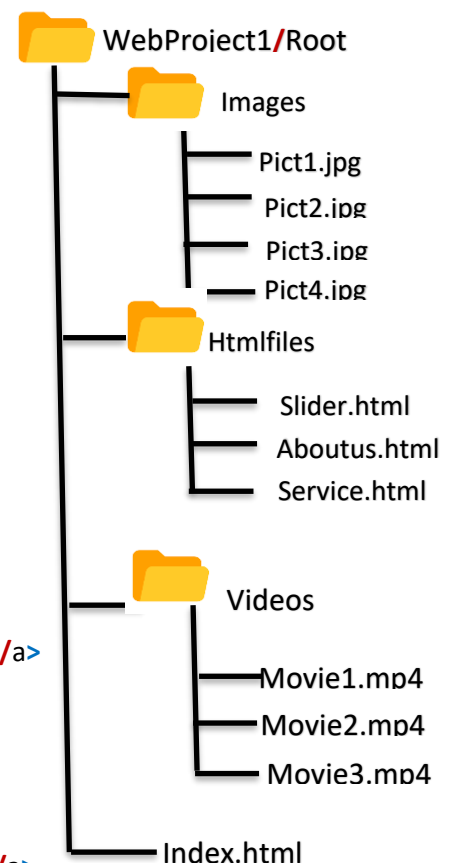 WebProject1/Root
Images
Pict1.jpg
Pict2.jpg
Pict3.jpg
Pict4.jpg
Htmlfiles
Slider.html
Aboutus.html
Service.html
Videos
/a>
Movie1.mp4
Movie2.mp4
Movie3.mp4
Index.html
/a>